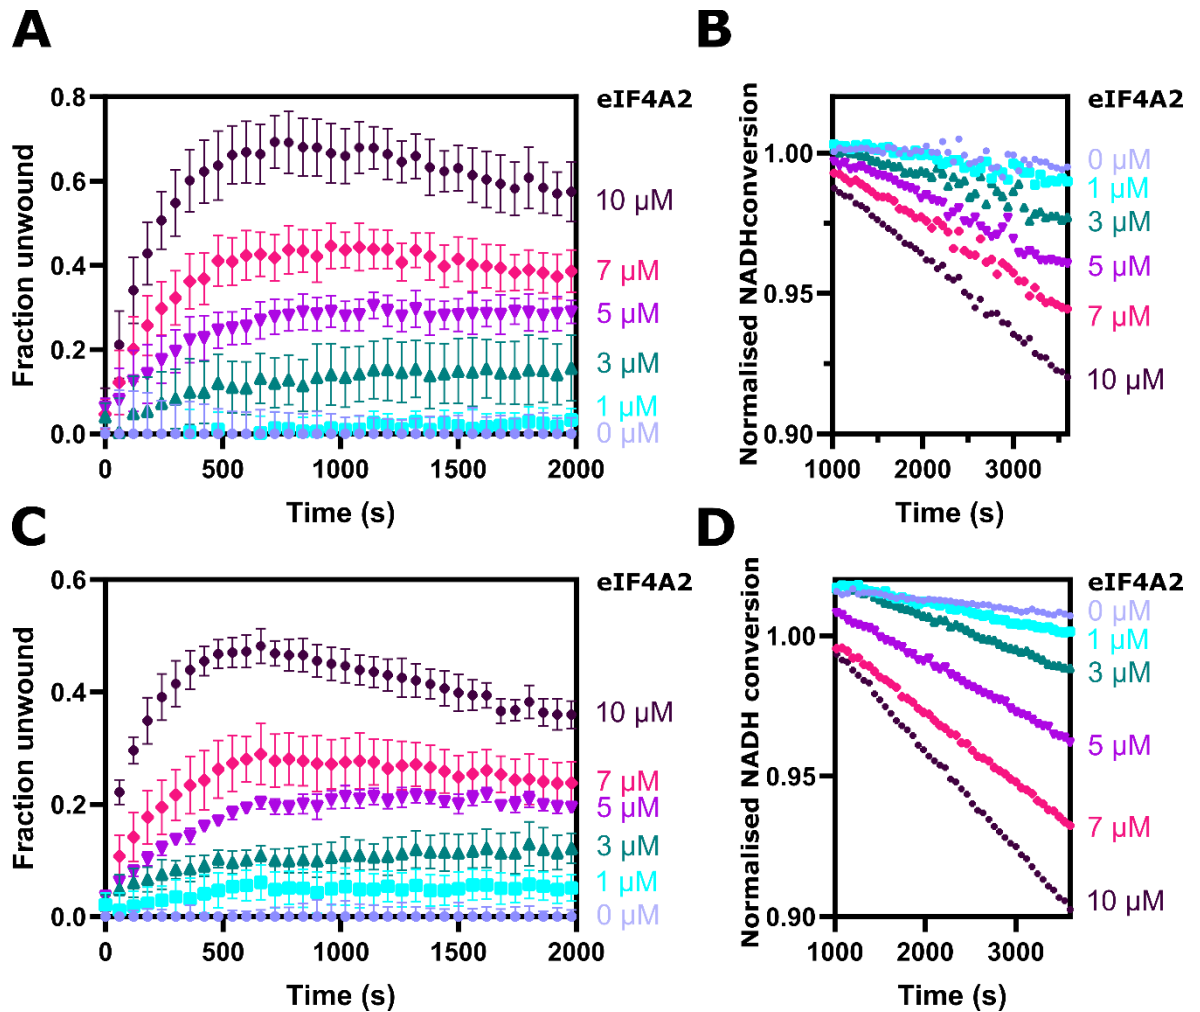 A
eIF4A2
Fraction unwound
0.8
0.6
0.4
0.2
0.0
10 µM
7 µM
5 µM
3 µM
1 µM
0 µM
0
500
1000
1500
2000
Time (s)
B
eIF4A2
Normalised NADHconversion
1.00
0.95
0.90
0 µM
1 µM
3 µM
5 µM
7 µM
10 µM
1000
2000
3000
Time (s)
C
eIF4A2
Fraction unwound
0.6
0.4
0.2
0.0
10 µM
7 µM
5 µM
3 µM
1 µM
0 µM
0
500
1000
1500
2000
Time (s)
D
eIF4A2
Normalised NADH conversion
1.00
0.95
0.90
0 µM
1 µM
3 µM
5 µM
7 µM
10 µM
1000
2000
3000
Time (s)